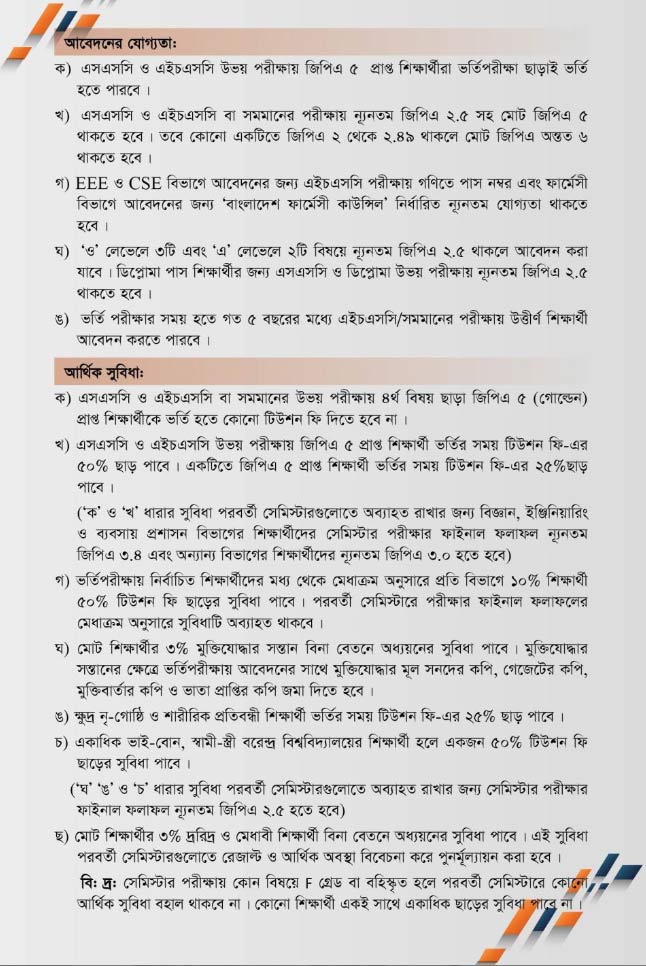 আবেদনের যোগ্যতা:
ক) এসএসসি ও এইচএসসি উভয় পরীক্ষায় জিপিএ ৫ প্রাপ্ত শিক্ষার্থীরা ভর্তিপরীক্ষা ছাড়াই ভর্তি
হতে পারবে।
খ) এসএসসি ও এইচএসসি বা সমমানের পরীক্ষায় ন্যূনতম জিপিএ ২.৫ সহ মোট জিপিএ ৫
থাকতে হবে। তবে কোনো একটিতে জিপিএ ২ থেকে ২.৪৯ থাকলে মোট জিপিএ অন্তত ৬
থাকতে হবে।
গ) EEE ও CSE বিভাগে আবেদনের জন্য এইচএসসি পরীক্ষায় গণিতে পাস নম্বর এবং ফার্মেসী
বিভাগে আবেদনের জন্য ‘বাংলাদেশ ফার্মেসী কাউন্সিল’ নির্ধারিত ন্যূনতম যোগ্যতা থাকতে
হবে।
ঘ) ‘ও’ লেভেলে ৩টি এবং ‘এ’ লেভেলে ২টি বিষয়ে ন্যূনতম জিপিএ ২.৫ থাকলে আবেদন করা
যাবে। ডিপ্লোমা পাস শিক্ষার্থীর জন্য এসএসসি ও ডিপ্লোমা উভয় পরীক্ষায় ন্যূনতম জিপিএ ২.৫
থাকতে হবে।
ঙ) ভর্তি পরীক্ষার সময় হতে গত ৫ বছরের মধ্যে এইচএসসি/সমমানের পরীক্ষায় উত্তীর্ণ শিক্ষার্থী
আবেদন করতে পারবে।
আর্থিক সুবিধা:
ক) এসএসসি ও এইচএসসি বা সমমানের উভয় পরীক্ষায় ৪র্থ বিষয় ছাড়া জিপিএ ৫ (গোল্ডেন)
প্রাপ্ত শিক্ষার্থীকে ভর্তি হতে কোনো টিউশন ফি দিতে হবে না।
খ) এসএসসি ও এইচএসসি উভয় পরীক্ষায় জিপিএ ৫ প্রাপ্ত শিক্ষার্থী ভর্তির সময় টিউশন ফি-এর
৫০% ছাড় পাবে। একটিতে জিপিএ ৫ প্রাপ্ত শিক্ষার্থী ভর্তির সময় টিউশন ফি-এর ২৫%ছাড়
পাবে।
(‘ক’ ও ‘খ’ ধারার সুবিধা পরবর্তী সেমিস্টারগুলোতে অব্যাহত রাখার জন্য বিজ্ঞান, ইঞ্জিনিয়ারিং
ও ব্যবসায় প্রশাসন বিভাগের শিক্ষার্থীদের সেমিস্টার পরীক্ষার ফাইনাল ফলাফল ন্যূনতম
জিপিএ ৩.৪ এবং অন্যান্য বিভাগের শিক্ষার্থীদের ন্যূনতম জিপিএ ৩.০ হতে হবে)
গ) ভর্তিপরীক্ষায় নির্বাচিত শিক্ষার্থীদের মধ্য থেকে মেধাক্রম অনুসারে প্রতি বিভাগে ১০% শিক্ষার্থী
৫০% টিউশন ফি ছাড়ের সুবিধা পাবে। পরবর্তী সেমিস্টারে পরীক্ষার ফাইনাল ফলাফলের
মেধাক্রম অনুসারে সুবিধাটি অব্যাহত থাকবে।
ঘ) মোট শিক্ষার্থীর ৩% মুক্তিযোদ্ধার সন্তান বিনা বেতনে অধ্যয়নের সুবিধা পাবে। মুক্তিযোদ্ধার
সন্তানের ক্ষেত্রে ভর্তিপরীক্ষায় আবেদনের সাথে মুক্তিযোদ্ধার মূল সনদের কপি, গেজেটের কপি,
মুক্তিবার্তার কপি ও ভাতা প্রাপ্তির কপি জমা দিতে হবে।
ঙ) ক্ষুদ্র নৃ-গোষ্ঠি ও শারীরিক প্রতিবন্ধী শিক্ষার্থী ভর্তির সময় টিউশন ফি-এর ২৫% ছাড় পাবে।
চ) একাধিক ভাই-বোন, স্বামী-স্ত্রী বরেন্দ্র বিশ্ববিদ্যালয়ের শিক্ষার্থী হলে একজন ৫০% টিউশন ফি
ছাড়ের সুবিধা পাবে।
(‘ঘ’ ‘ঙ’ ও ‘চ’ ধারার সুবিধা পরবর্তী সেমিস্টারগুলোতে অব্যাহত রাখার জন্য সেমিস্টার পরীক্ষার
ফাইনাল ফলাফল ন্যূনতম জিপিএ ২.৫ হতে হবে)
ছ) মোট শিক্ষার্থীর ৩% দরিদ্র ও মেধাবী শিক্ষার্থী বিনা বেতনে অধ্যয়নের সুবিধা পাবে। এই সুবিধা
পরবর্তী সেমিস্টারগুলোতে রেজাল্ট ও আর্থিক অবস্থা বিবেচনা করে পুনর্মূল্যায়ন করা হবে।
বি: দ্র: সেমিস্টার পরীক্ষায় কোন বিষয়ে F গ্রেড বা বহিস্কৃত হলে পরবর্তী সেমিস্টারে কোনো
আর্থিক সুবিধা বহাল থাকবে না। কোনো শিক্ষার্থী একই সাথে একাধিক ছাড়ের সুবিধা পাবে না।